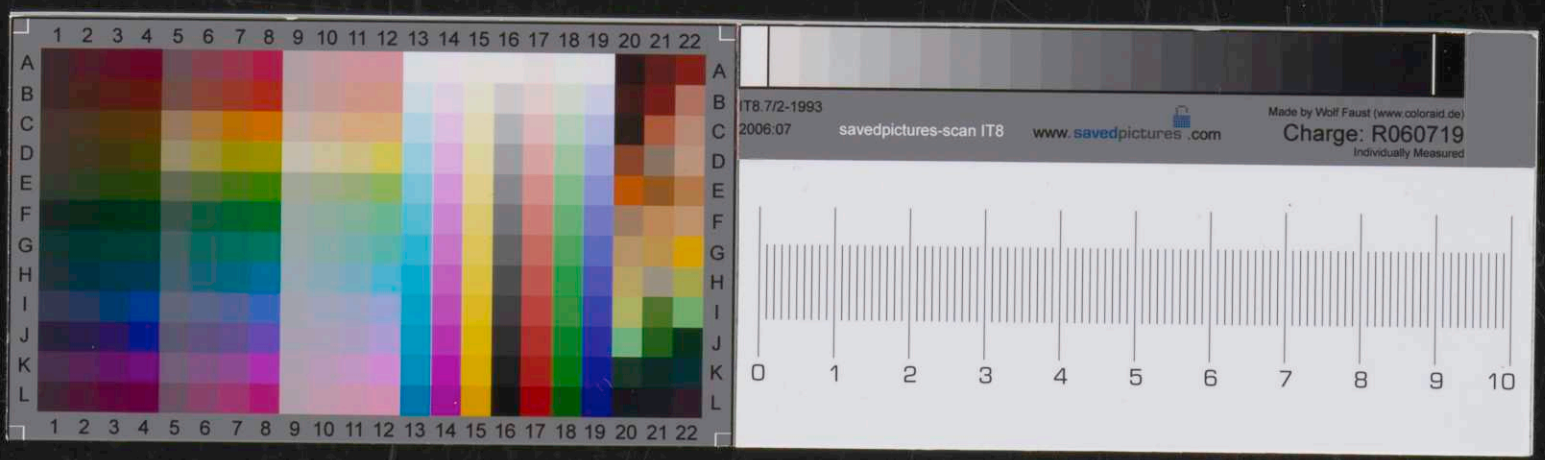 1 2 3 4 5 6 7 8 9 10 11 12 13 14 15 16 17 18 19 20 21 22
A A
B B
C C
D D
E E
F F
G G
H H
I I
J J
K K
L L
1 2 3 4 5 6 7 8 9 10 11 12 13 14 15 16 17 18 19 20 21 22
IT8.7/2-1993
2006:07 savedpictures-scan IT8 www.savedpictures.com
Made by Wolf Faust (www.coloraid.de)
Charge: R060719
Individually Measured
0 1 2 3 4 5 6 7 8 9 10